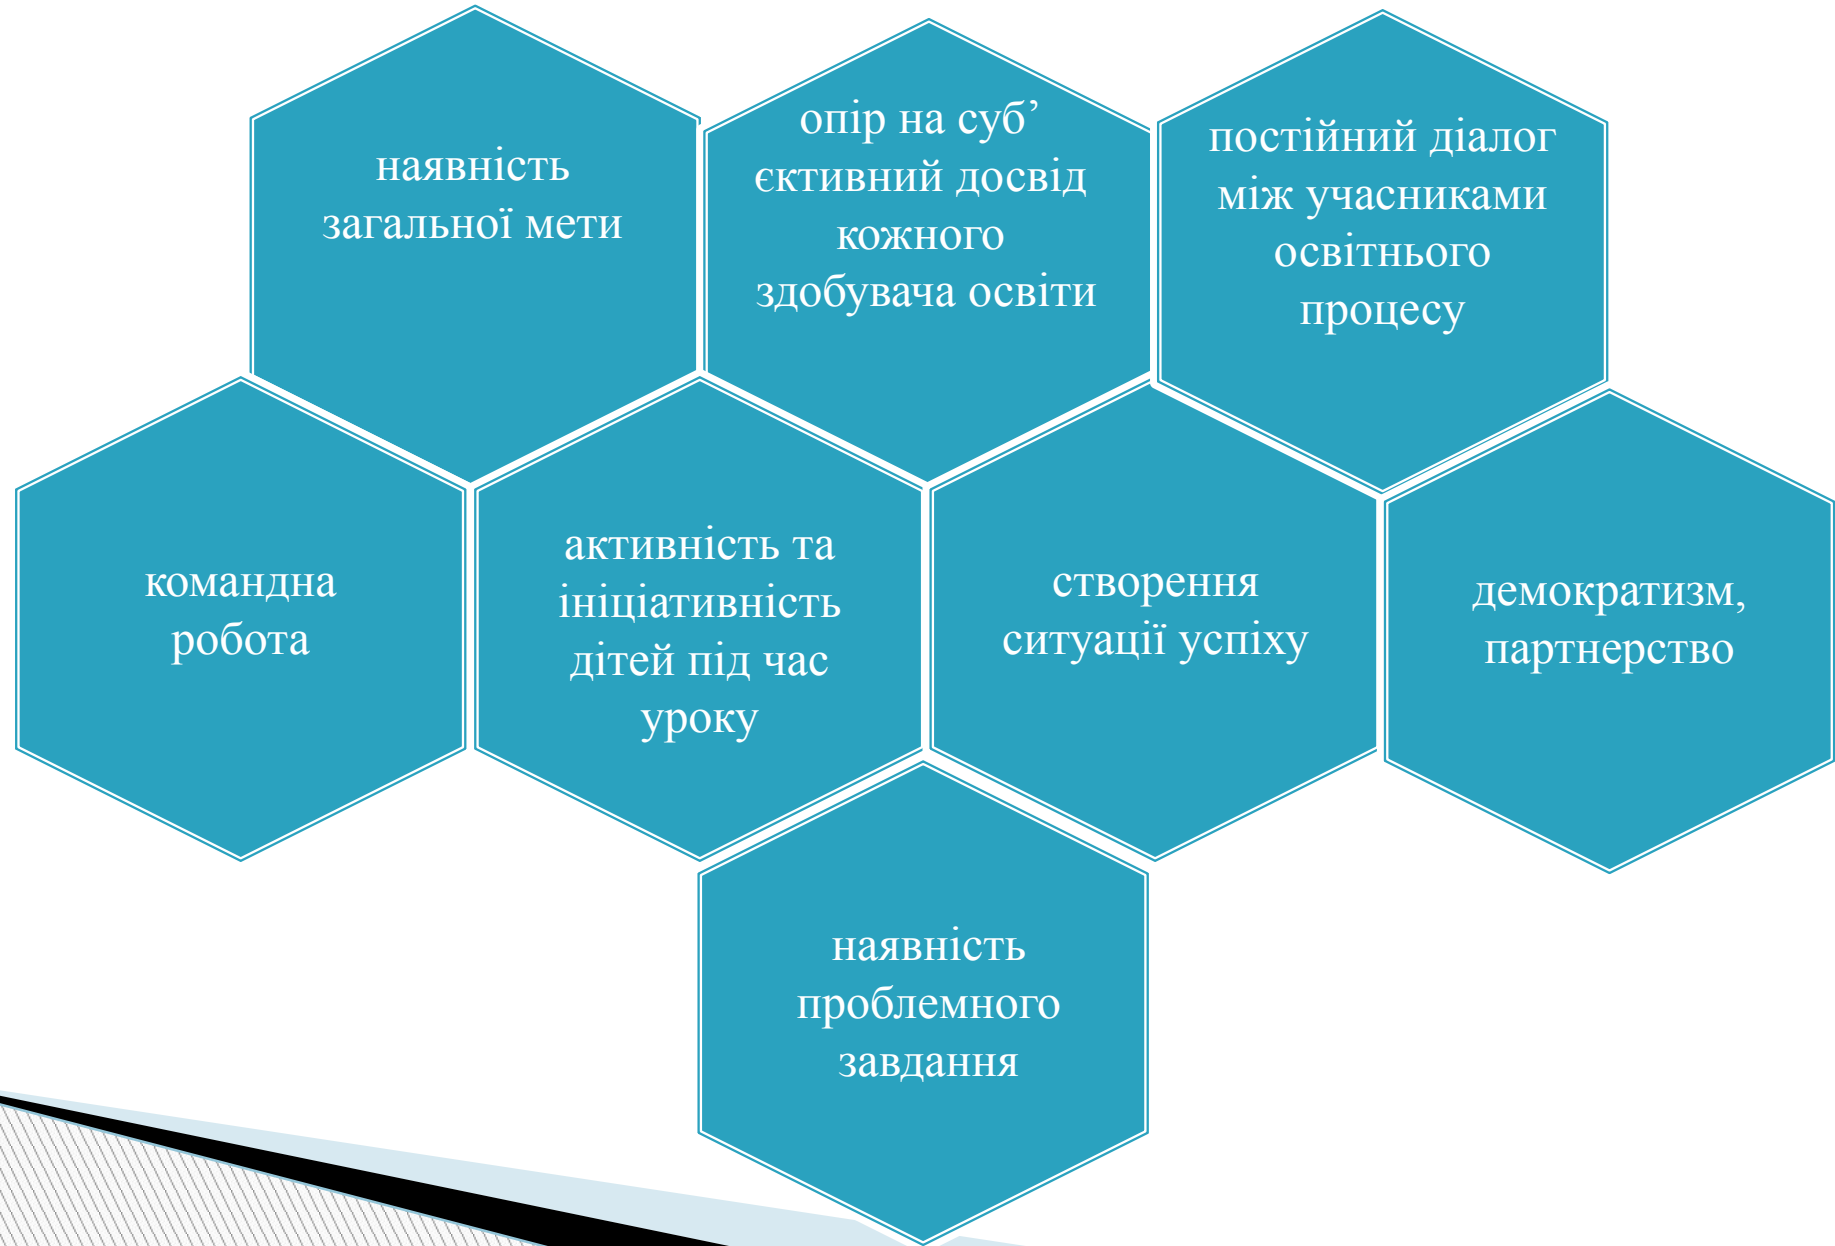 наявність
загальної мети
опір на суб’
єктивний досвід
кожного
здобувача освіти
постійний діалог
між учасниками
освітнього
процесу
командна
робота
активність та
ініціативність
дітей під час
уроку
створення
ситуації успіху
демократизм,
партнерство
наявність
проблемного
завдання